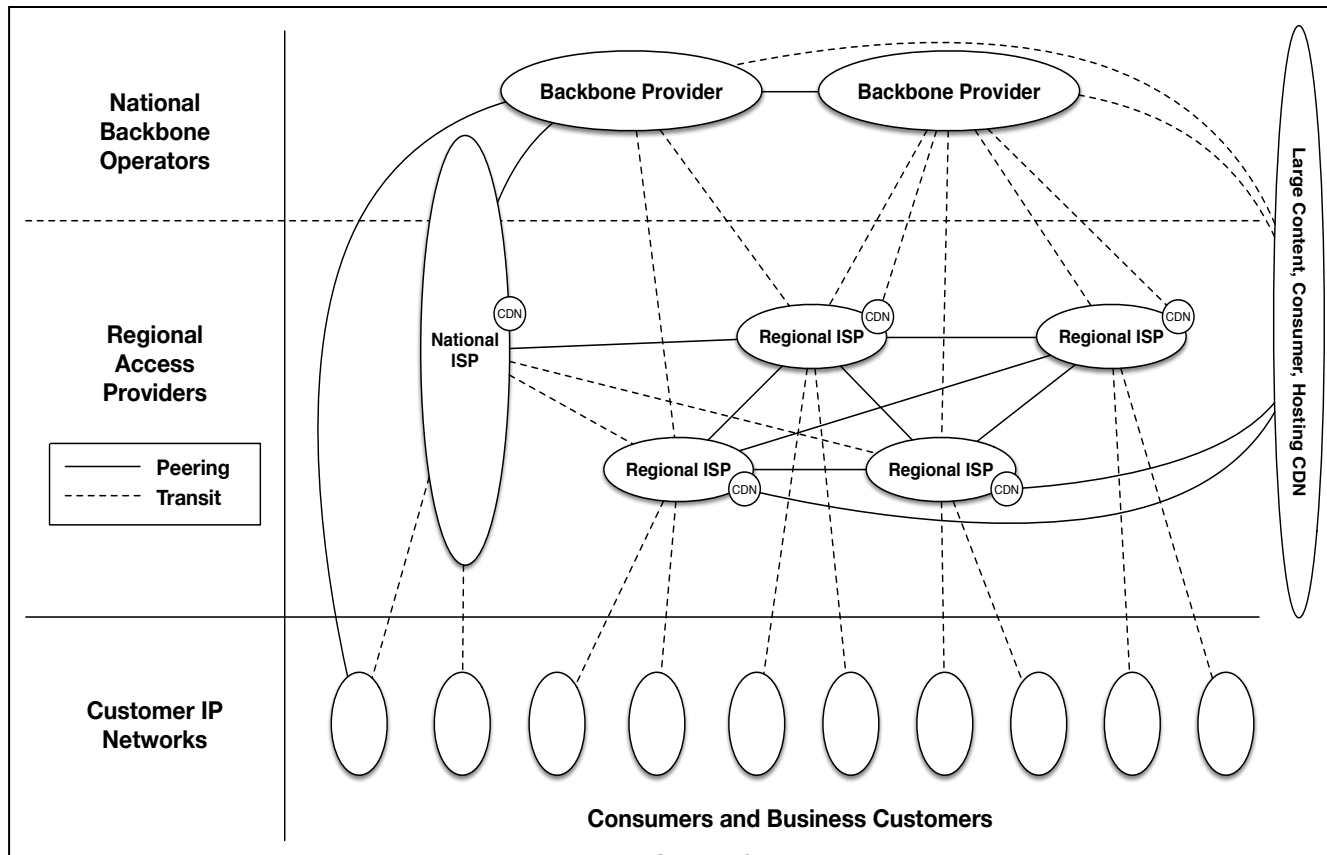 National
Backbone
Operators
Backbone Provider
Backbone Provider
Large Content, Consumer, Hosting CDN
Regional
Access
Providers
CDN
National
ISP
CDN
Regional ISP
CDN
Regional ISP
Peering
Transit
Regional ISP
CDN
Regional ISP
CDN
Customer IP
Networks
Consumers and Business Customers